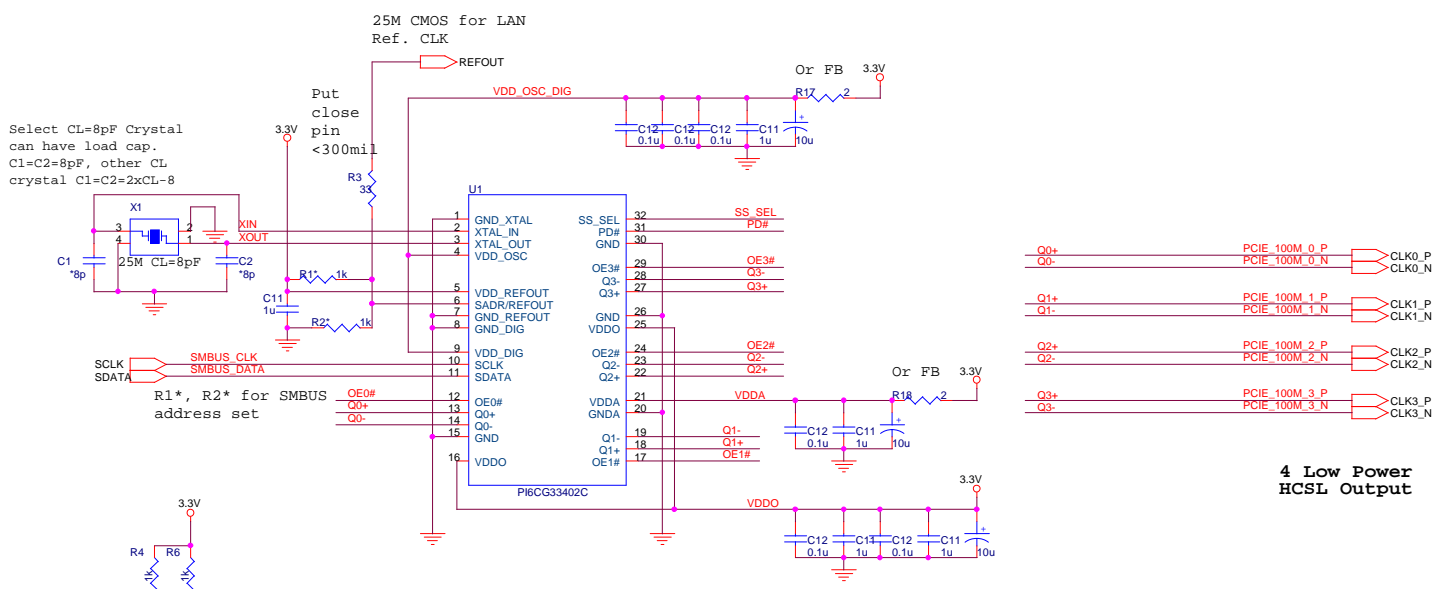 25M CMOS for LAN
Ref. CLK
REFOUT
Or FB
3.3V
R17
2
VDD_OSC_DIG
Put
close
pin
<300mil
3.3V
C12
0.1u
C12
0.1u
C12
0.1u
C11
1u
+
10u
Select CL=8pF Crystal
can have load cap.
C1=C2=8pF, other CL
crystal C1=C2=2xCL-8
R3
33
X1
3
4
2
1
25M CL=8pF
C1
*8p
C2
*8p
XIN
XOUT
R1*
1k
C11
1u
R2*
1k
SCLK
SDATA
SMBUS_CLK
SMBUS_DATA
R1*, R2* for SMBUS
address set
OE0#
Q0+
Q0-
U1
1 GND_XTAL
2 XTAL_IN
3 XTAL_OUT
4 VDD_OSC
5 VDD_REFOUT
6 SADR/REFOUT
7 GND_REFOUT
8 GND_DIG
9 VDD_DIG
10 SCLK
11 SDATA
12 OE0#
13 Q0+
14 Q0-
15 GND
16 VDDO
SS_SEL 32
PD# 31
GND 30
OE3# 29
Q3- 28
Q3+ 27
GND 26
VDDO 25
OE2# 24
Q2- 23
Q2+ 22
VDDA 21
GNDA 20
Q1- 19
Q1+ 18
OE1# 17
PI6CG33402C
SS_SEL
PD#
OE3#
Q3-
Q3+
OE2#
Q2-
Q2+
VDDA
Q1-
Q1+
OE1#
VDDO
Or FB
3.3V
R18
2
C12
0.1u
C11
1u
+
10u
3.3V
C12
0.1u
C11
1u
C12
0.1u
C11
1u
+
10u
Q0+ PCIE_100M_0_P CLK0_P
Q0- PCIE_100M_0_N CLK0_N
Q1+ PCIE_100M_1_P CLK1_P
Q1- PCIE_100M_1_N CLK1_N
Q2+ PCIE_100M_2_P CLK2_P
Q2- PCIE_100M_2_N CLK2_N
Q3+ PCIE_100M_3_P CLK3_P
Q3- PCIE_100M_3_N CLK3_N
4 Low Power
HCSL Output
3.3V
R4
1k
R6
1k